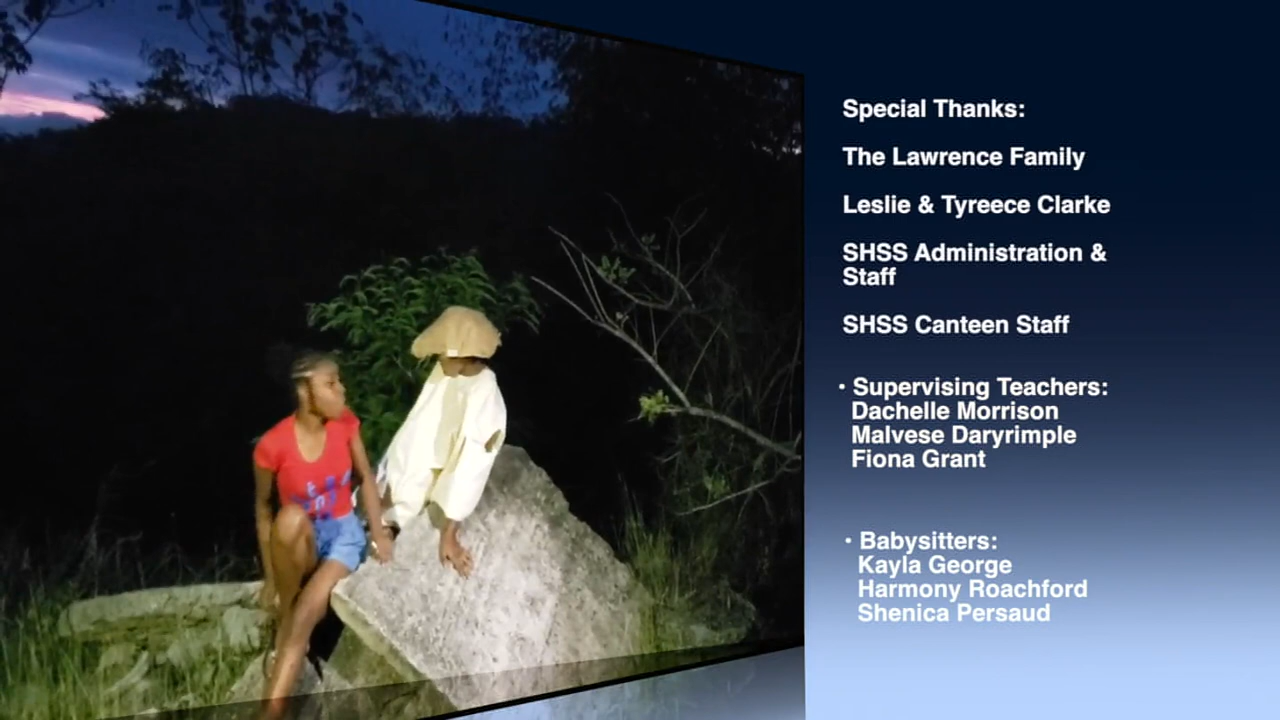 Special Thanks:
The Lawrence Family
Leslie & Tyreece Clarke
SHSS Administration &
Staff
SHSS Canteen Staff
• Supervising Teachers:
Dachelle Morrison
Malvese Daryrimple
Fiona Grant
• Babysitters:
Kayla George
Harmony Roachford
Shenica Persaud